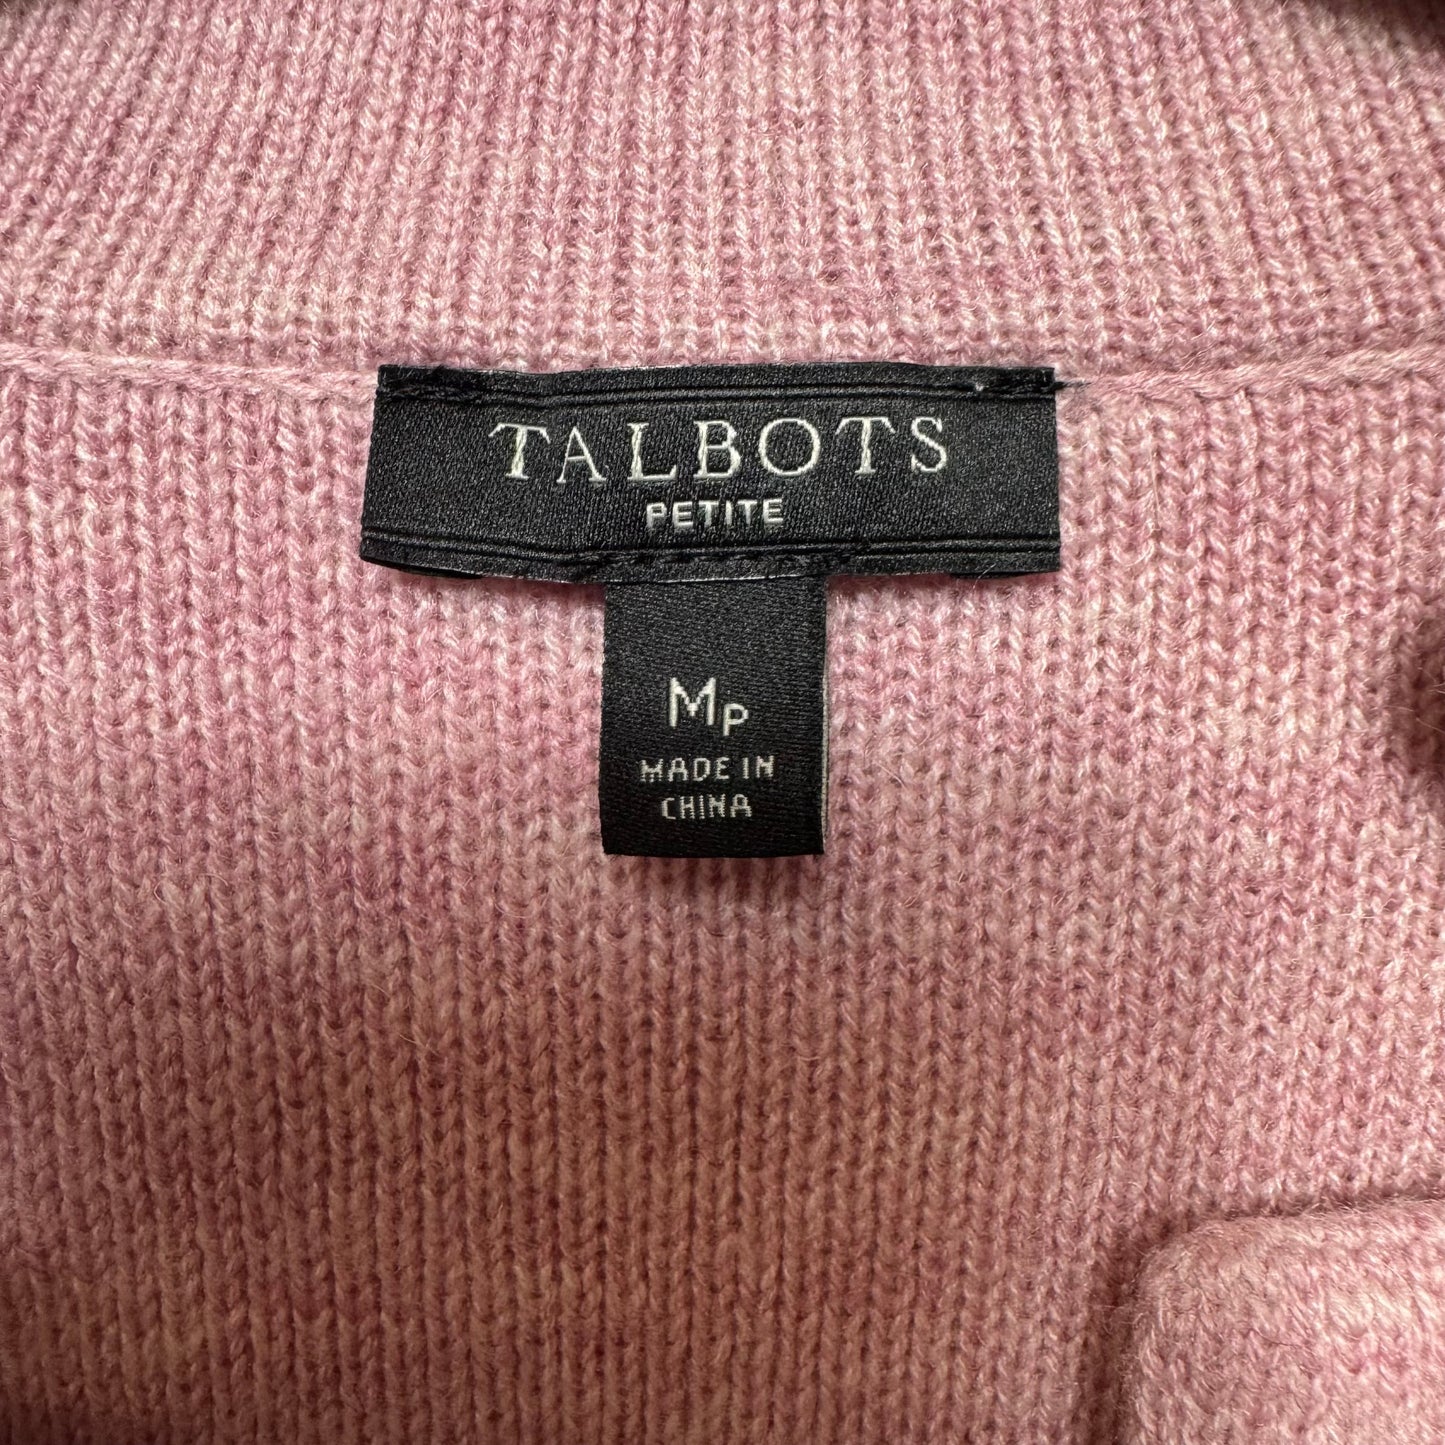 TALBOTS
PETITE
MP
MADE IN
CHINA